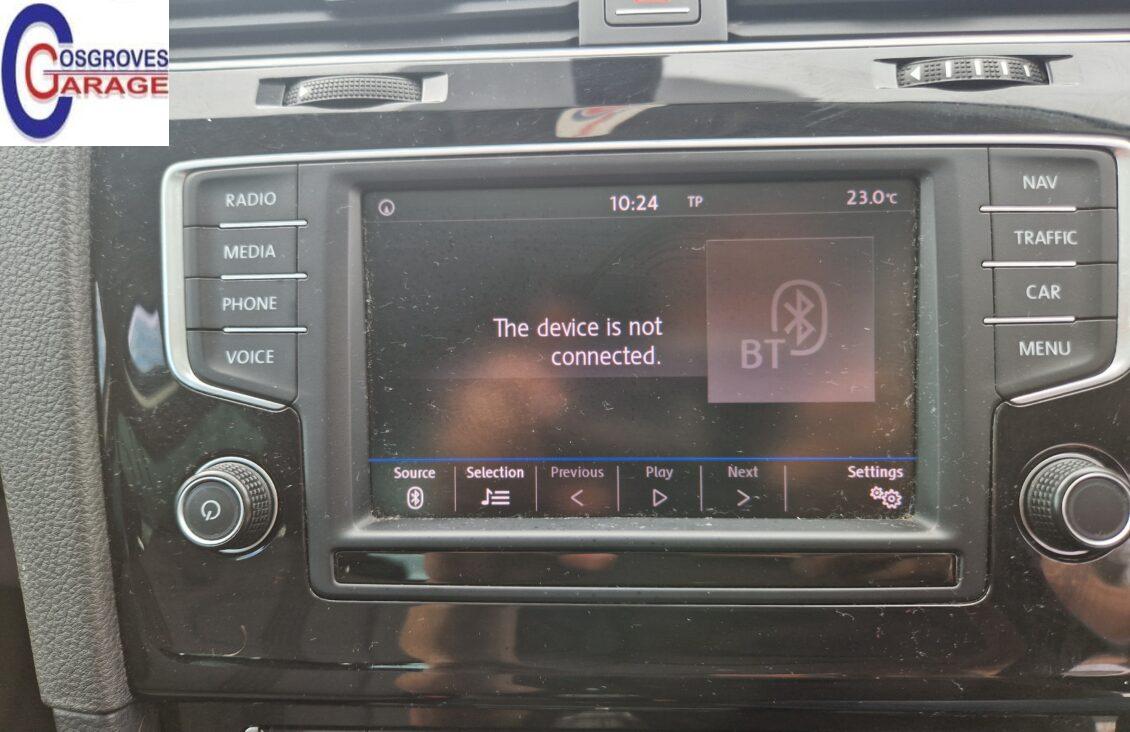 COSGROVES
GARAGE
RADIO
MEDIA
PHONE
VOICE
10:24 TP 23.0°C
The device is not
connected.
BT
Source Selection Previous Play Next Settings
NAV
TRAFFIC
CAR
MENU